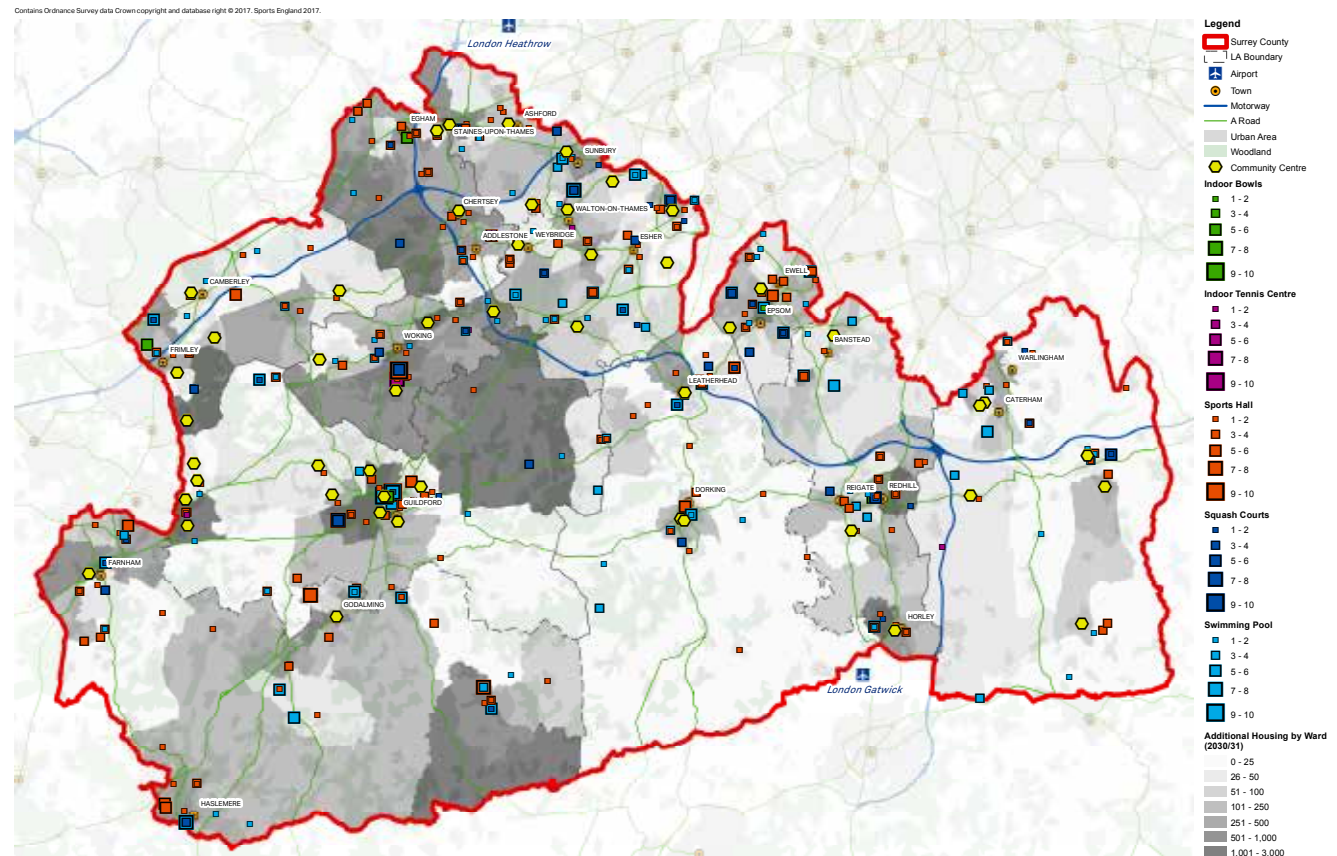 Contains Ordnance Survey data Crown copyright and database right © 2017. Sports England 2017.
London Heathrow
EGHAM
ASHFORD
STAINES-UPON-THAMES
SUNBURY
CHERTSEY
WALTON-ON-THAMES
ADDLESTONE
WEYBRIDGE
ESHER
CAMBERLEY
EWELL
EPSOM
FRIMLEY
WOKING
BANSTEAD
WARLINGHAM
LEATHERHEAD
CATERHAM
GUILDFORD
DORKING
REIGATE
REDHILL
FARNHAM
GODALMING
HORLEY
London Gatwick
HASLEMERE
Legend
Surrey County
LA Boundary
Airport
Town
Motorway
A Road
Urban Area
Woodland
Community Centre
Indoor Bowls
1 - 2
3 - 4
5 - 6
7 - 8
9 - 10
Indoor Tennis Centre
1 - 2
3 - 4
5 - 6
7 - 8
9 - 10
Sports Hall
1 - 2
3 - 4
5 - 6
7 - 8
9 - 10
Squash Courts
1 - 2
3 - 4
5 - 6
7 - 8
9 - 10
Swimming Pool
1 - 2
3 - 4
5 - 6
7 - 8
9 - 10
Additional Housing by Ward
(2030/31)
0 - 25
26 - 50
51 - 100
101 - 250
251 - 500
501 - 1,000
1,001 - 3,000